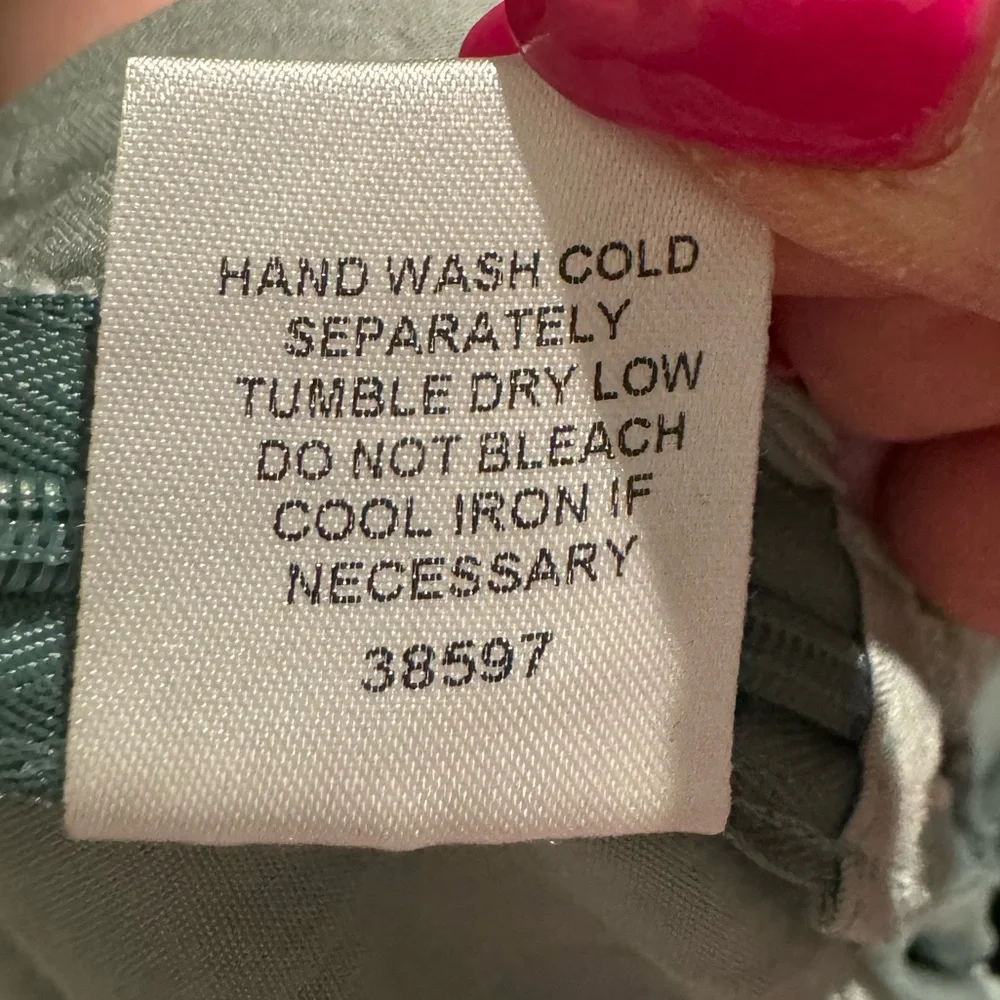 HAND WASH COLD
SEPARATELY
TUMBLE DRY LOW
DO NOT BLEACH
COOL IRON IF
NECESSARY
38597